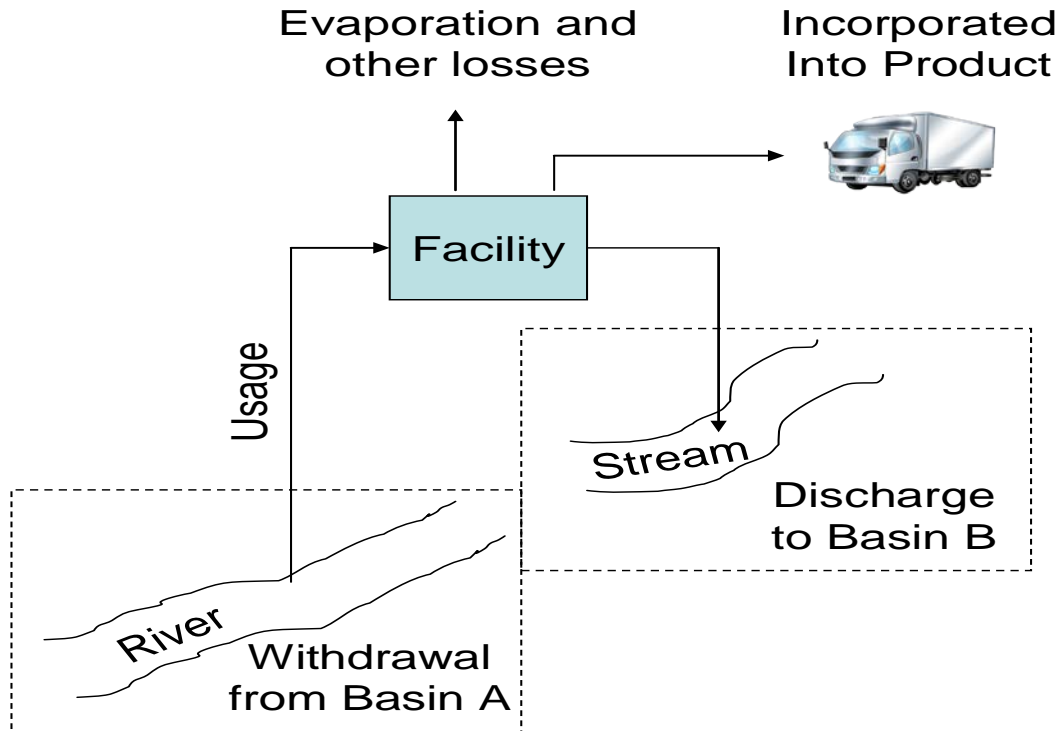 Evaporation and
other losses
Incorporated
Into Product
Facility
Usage
Stream
Discharge
to Basin B
River
Withdrawal
from Basin A